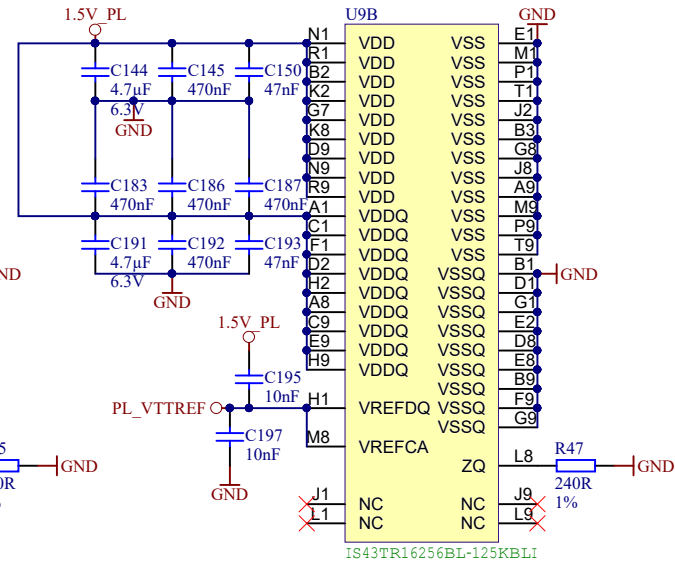 1.5V_PL
U9B
GND
C144
4.7µF
6.3V
C145
470nF
C150
47nF
GND
C183
470nF
C186
470nF
C187
470nF
C191
4.7µF
6.3V
C192
470nF
C193
47nF
GND
ND
1.5V_PL
C195
10nF
PL_VTTREF
C197
10nF
GND
5
GND
0R
%
N1 VDD VSS E1
R1 VDD VSS M1
B2 VDD VSS P1
K2 VDD VSS T1
G7 VDD VSS J2
K8 VDD VSS B3
D9 VDD VSS G8
N9 VDD VSS J8
R9 VDD VSS A9
A1 VDDQ VSS M9
C1 VDDQ VSS P9
F1 VDDQ VSS T9
D2 VDDQ VSSQ B1 GND
H2 VDDQ VSSQ D1
A8 VDDQ VSSQ G1
C9 VDDQ VSSQ E2
E9 VDDQ VSSQ D8
H9 VDDQ VSSQ E8
VSSQ B9
H1 VREFDQ VSSQ F9
VSSQ G9
M8 VREFCA
ZQ L8
R47
240R
1%
GND
J1 NC NC J9
L1 NC NC L9
IS43TR16256BL-125KBLI